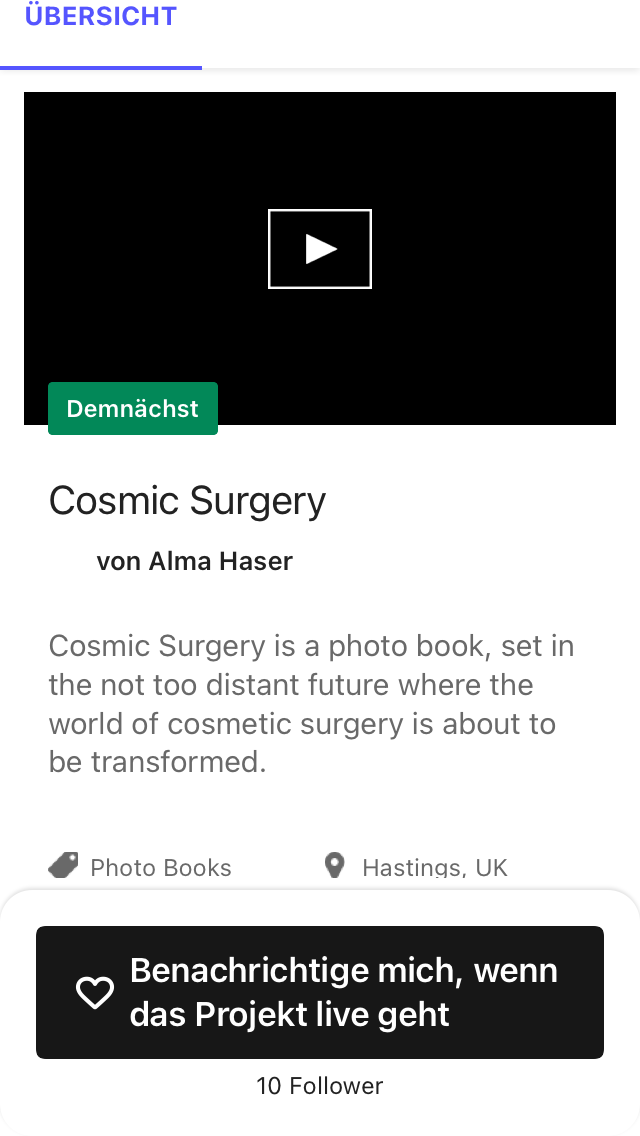 ÜBERSICHT
Demnächst
Cosmic Surgery
von Alma Haser
Cosmic Surgery is a photo book, set in
the not too distant future where the
world of cosmetic surgery is about to
be transformed.
Photo Books
Hastings, UK
Benachrichtige mich, wenn
das Projekt live geht
10 Follower